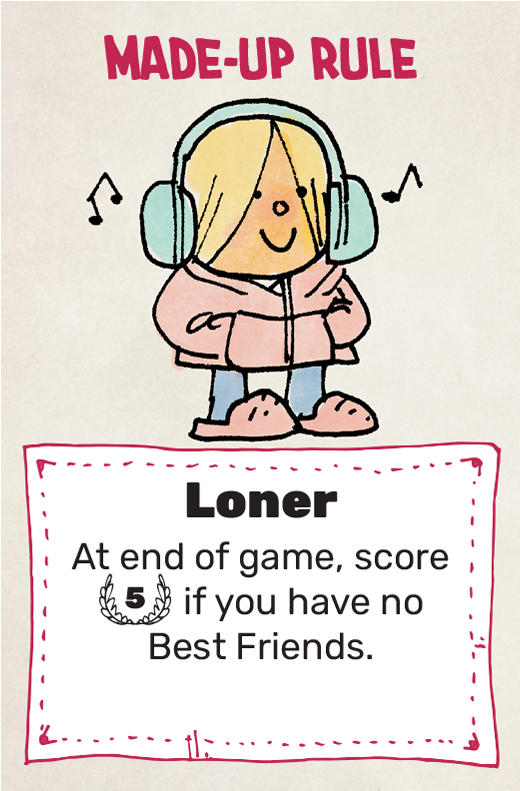 MADE-UP RULE
Loner
At end of game, score
5 if you have no
Best Friends.